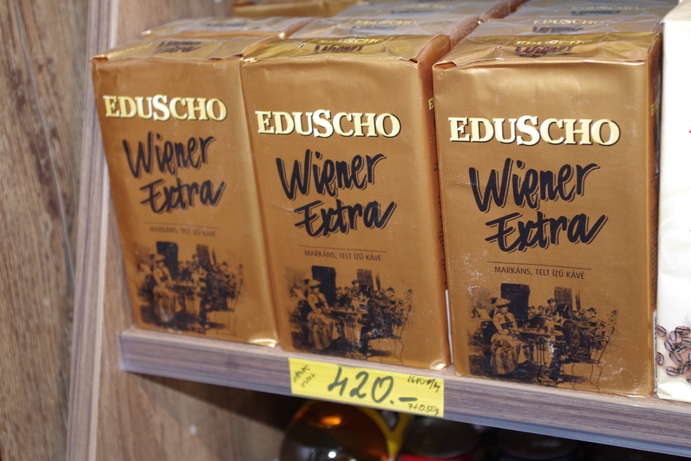 EDUSCHO
Wiener
Extra
MARKÁNS, TELT ÍZŰ KÁVÉ
EDUSCHO
Wiener
Extra
MARKÁNS, TELT ÍZŰ KÁVÉ
EDUSCHO
Wiener
Extra
MARKÁNS, TELT ÍZŰ KÁVÉ
420.-